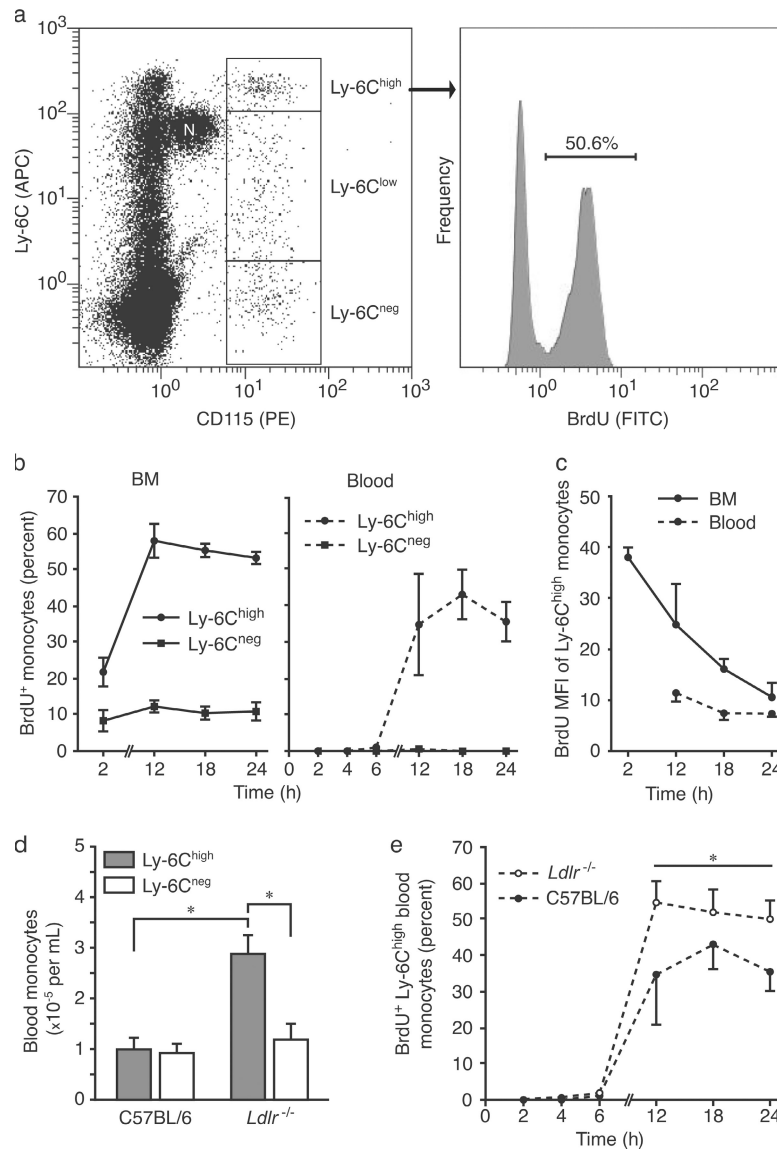 a
10³
10²
10¹
10⁰
Ly-6C (APC)
N
Ly-6Cʰⁱᵍʰ
Ly-6Cˡᵒʷ
Ly-6Cⁿᵉᵍ
10⁰ 10¹ 10² 10³
CD115 (PE)
50.6%
Frequency
10⁰ 10¹ 10²
BrdU (FITC)
b
BM
Blood
BrdU⁺ monocytes (percent)
70
60
50
40
30
20
10
0
Ly-6Cʰⁱᵍʰ
Ly-6Cⁿᵉᵍ
2 12 18 24
Time (h)
Ly-6Cʰⁱᵍʰ
Ly-6Cⁿᵉᵍ
0 2 4 6 12 18 24
Time (h)
c
BrdU MFI of Ly-6Cʰⁱᵍʰ monocytes
50
40
30
20
10
0
BM
Blood
2 12 18 24
Time (h)
d
Blood monocytes
(x10⁻⁵ per mL)
5
4
3
2
1
0
Ly-6Cʰⁱᵍʰ
Ly-6Cⁿᵉᵍ
* *
C57BL/6 Ldlr⁻/⁻
e
BrdU⁺ Ly-6Cʰⁱᵍʰ blood
monocytes (percent)
70
60
50
40
30
20
10
0
Ldlr⁻/⁻
C57BL/6
*
0 2 4 6 12 18 24
Time (h)